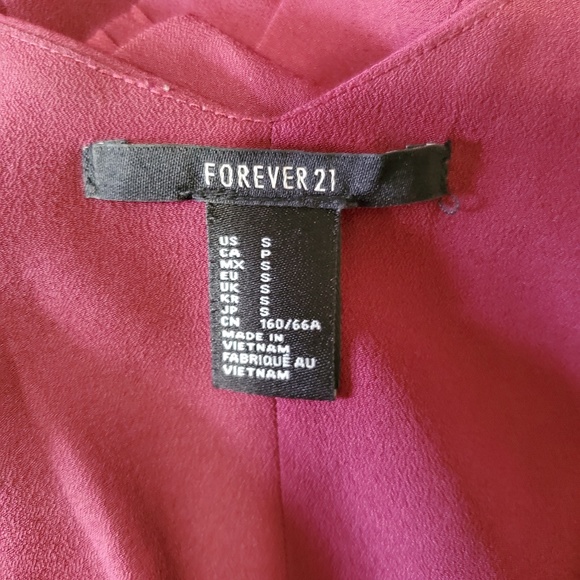 FOREVER 21
US S
CA P
MX S
EU S
UK S
KR S
JP S
CN 160/66A
MADE IN
VIETNAM
FABRIQUÉ AU
VIETNAM